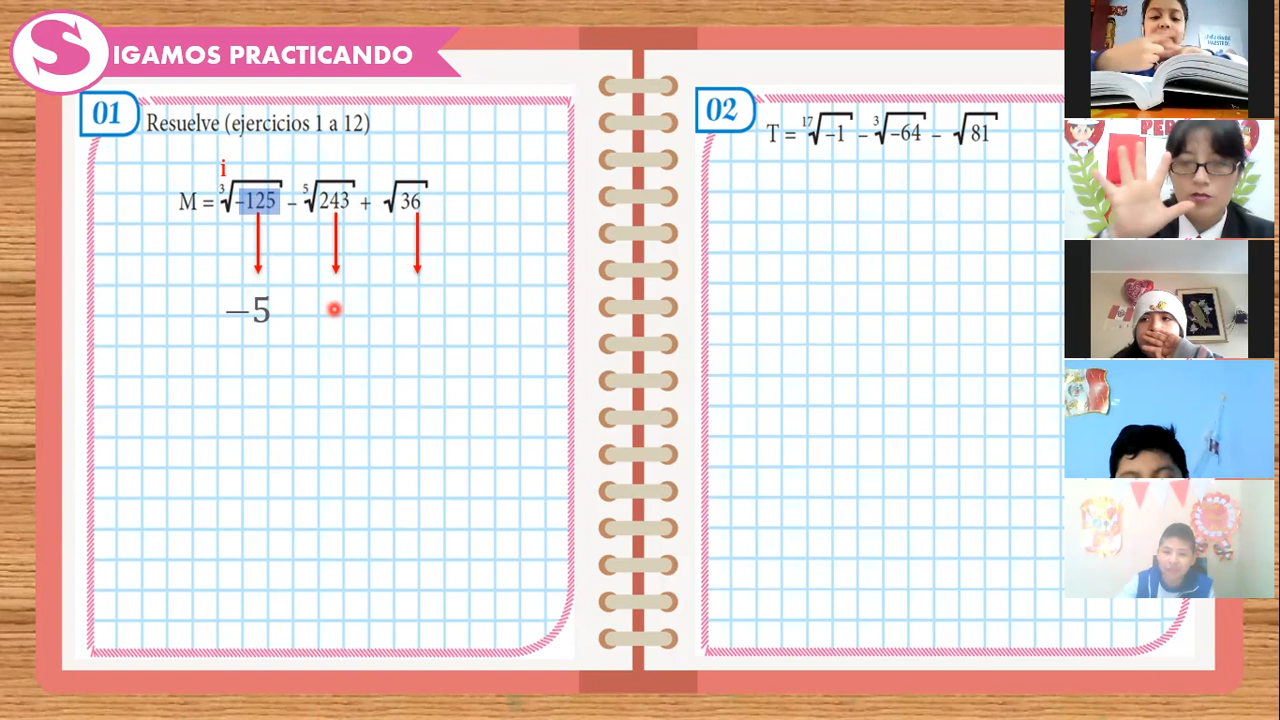 SIGAMOS PRACTICANDO
01
Resuelve (ejercicios 1 a 12)
i
M = ∛-125 - ⁵√243 + √36
-5
02
T = ¹⁷√-1 - ∛-64 - √81